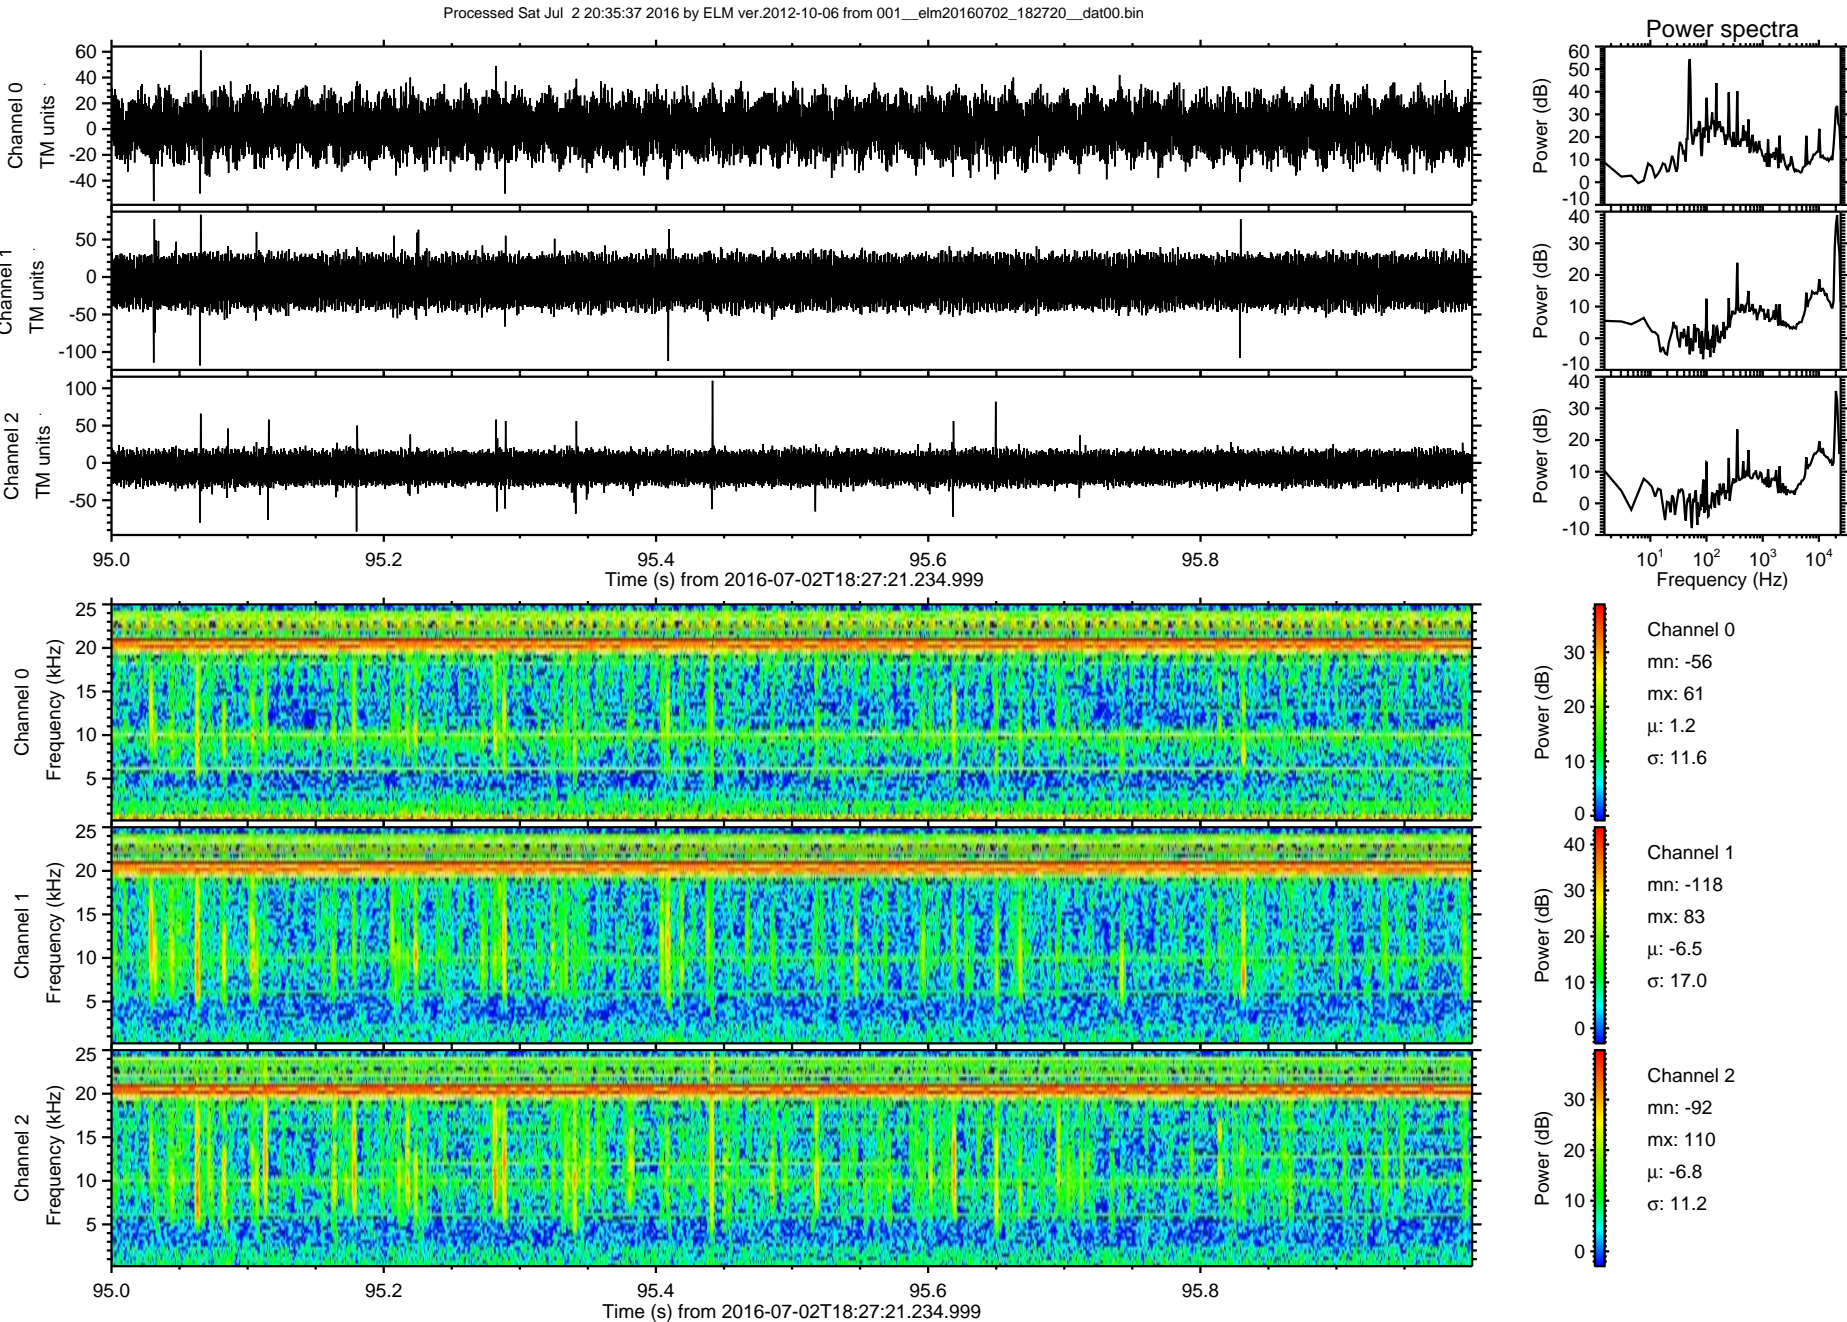 Processed Sat Jul 2 20:35:37 2016 by ELM ver.2012-10-06 from 001__elm20160702_182720__dat00.bin
Power spectra
Channel 0
TM units
60
40
20
0
-20
-40
Power (dB)
60
50
40
30
20
10
0
-10
Channel 1
TM units
50
0
-50
-100
Power (dB)
40
30
20
10
0
-10
Channel 2
TM units
100
50
0
-50
Power (dB)
40
30
20
10
0
-10
95.0 95.2 95.4 95.6 95.8
Time (s) from 2016-07-02T18:27:21.234.999
10^1 10^2 10^3 10^4
Frequency (Hz)
Channel 0
Frequency (kHz)
25
20
15
10
5
Power (dB)
30
20
10
0
Channel 0
mn: -56
mx: 61
μ: 1.2
σ: 11.6
Channel 1
Frequency (kHz)
25
20
15
10
5
Power (dB)
40
30
20
10
0
Channel 1
mn: -118
mx: 83
μ: -6.5
σ: 17.0
Channel 2
Frequency (kHz)
25
20
15
10
5
Power (dB)
30
20
10
0
Channel 2
mn: -92
mx: 110
μ: -6.8
σ: 11.2
95.0 95.2 95.4 95.6 95.8
Time (s) from 2016-07-02T18:27:21.234.999